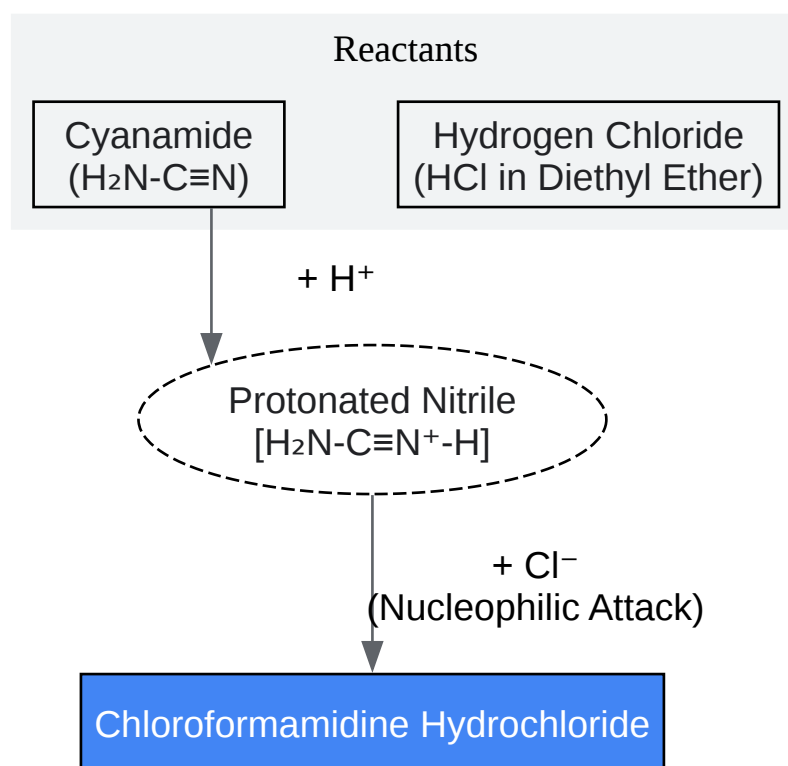 Reactants
Cyanamide
(H₂N-C≡N)
Hydrogen Chloride
(HCl in Diethyl Ether)
+ H⁺
Protonated Nitrile
[H₂N-C≡N⁺-H]
+ Cl⁻
(Nucleophilic Attack)
Chloroformamidine Hydrochloride